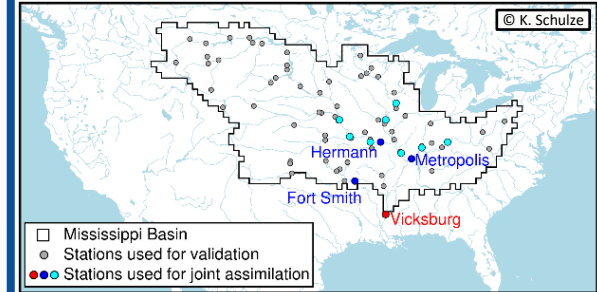 © K. Schulze
Hermann
Metropolis
Fort Smith
Vicksburg
Mississippi Basin
Stations used for validation
Stations used for joint assimilation